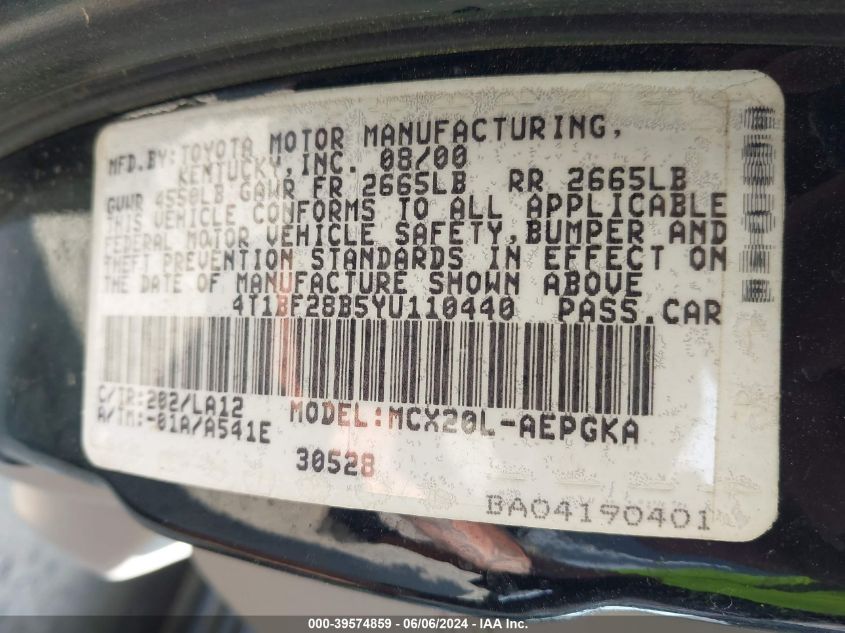 MFD.BY:TOYOTA MOTOR MANUFACTURING,
KENTUCKY,INC. 08/00
GVWR 4550LB GAWR FR 2665LB RR 2665LB
THIS VEHICLE CONFORMS TO ALL APPLICABLE
FEDERAL MOTOR VEHICLE SAFETY,BUMPER AND
THEFT PREVENTION STANDARDS IN EFFECT ON
THE DATE OF MANUFACTURE SHOWN ABOVE
4T1BF28B5YU110440 PASS.CAR
C/TR:202/LA12 MODEL:MCX20L-AEPGKA
A/TM:-01A/A541E
30528
BA04190401
000-39574859 - 06/06/2024 - © IAA Inc.